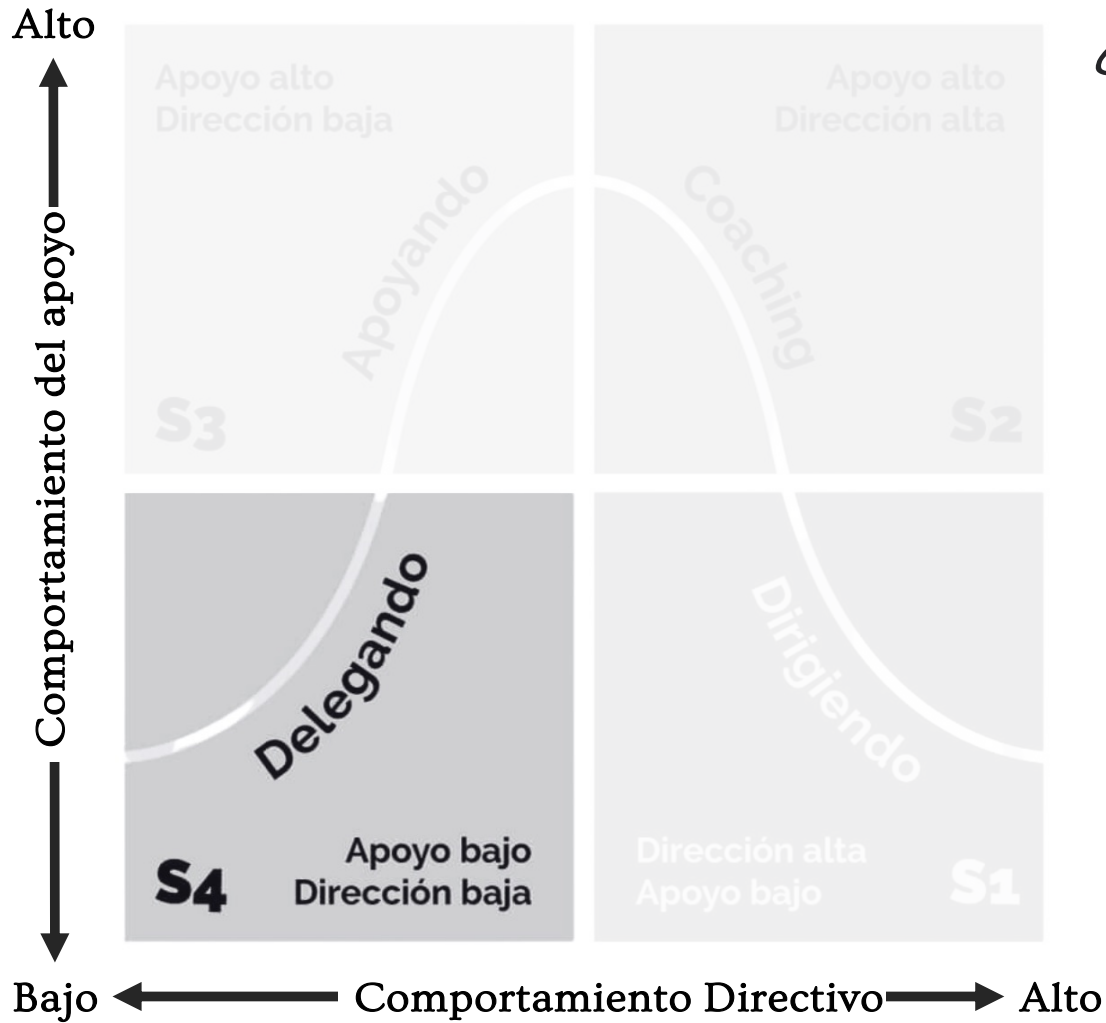 Alto
Apoyo alto
Dirección baja
Apoyo alto
Dirección alta
Apoyando
Coaching
S3
S2
Comportamiento del apoyo
Delegando
Dirigiendo
Apoyo bajo
Dirección baja
S4
Dirección alta
Apoyo bajo
S1
Bajo
Comportamiento Directivo
Alto